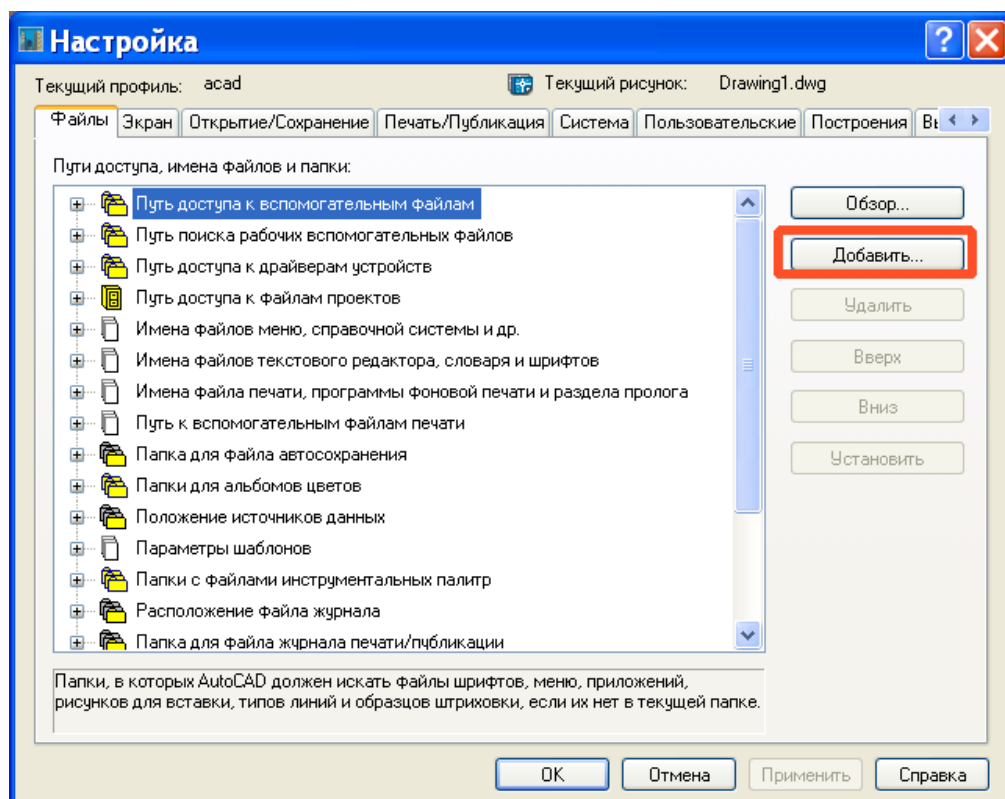 Настройка
Текущий профиль: acad Текущий рисунок: Drawing1.dwg
Файлы Экран Открытие/Сохранение Печать/Публикация Система Пользовательские Построения Вы
Пути доступа, имена файлов и папки:
Путь доступа к вспомогательным файлам
Обзор...
Путь поиска рабочих вспомогательных файлов
Добавить...
Путь доступа к драйверам устройств
Путь доступа к файлам проектов
Удалить
Имена файлов меню, справочной системы и др.
Имена файлов текстового редактора, словаря и шрифтов
Вверх
Имена файла печати, программы фоновой печати и раздела пролога
Вниз
Путь к вспомогательным файлам печати
Папка для файла автосохранения
Установить
Папки для альбомов цветов
Положение источников данных
Параметры шаблонов
Папки с файлами инструментальных палитр
Расположение файла журнала
Папка для файла журнала печати/публикации
Папки, в которых AutoCAD должен искать файлы шрифтов, меню, приложений,
рисунков для вставки, типов линий и образцов штриховки, если их нет в текущей папке.
OK Отмена Применить Справка